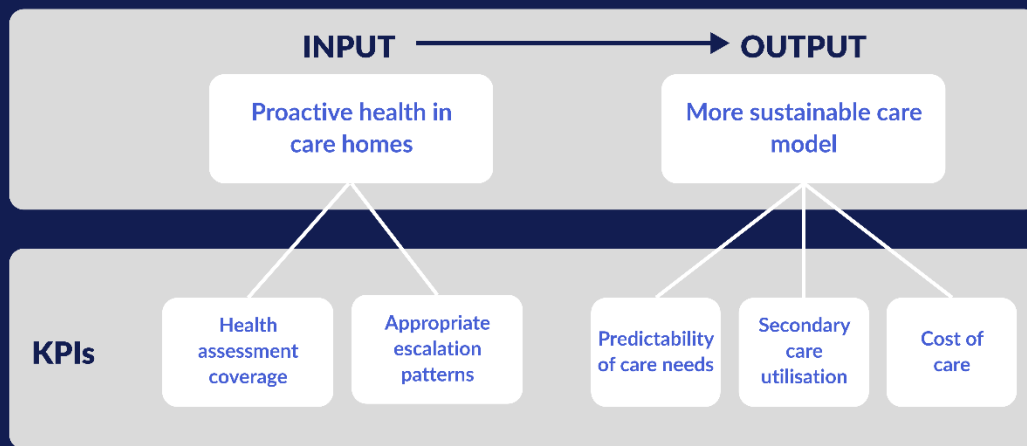 INPUT
OUTPUT
Proactive health in
care homes
More sustainable care
model
KPIs
Health
assessment
coverage
Appropriate
escalation
patterns
Predictability
of care needs
Secondary
care
utilisation
Cost of
care